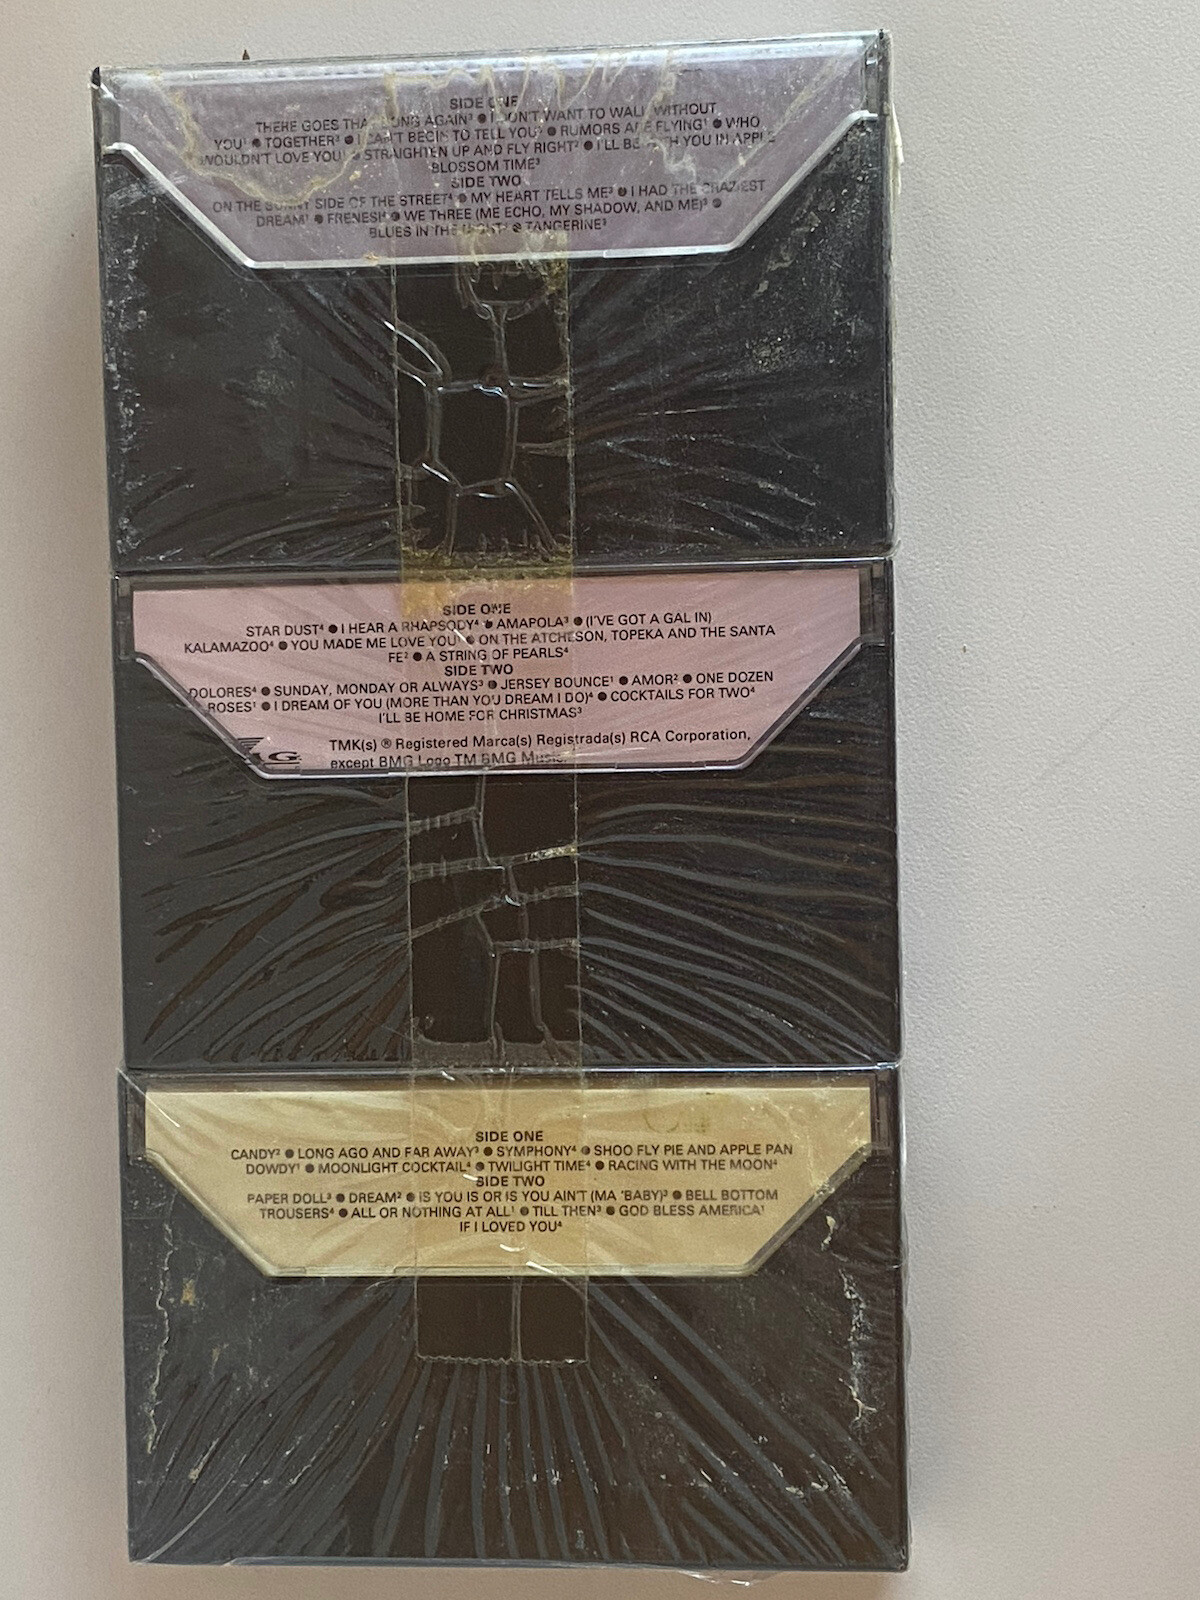 SIDE ONE
THERE GOES THAT SONG AGAIN³ ● I DON'T WANT TO WALK WITHOUT
YOU¹ ● TOGETHER³ ● I CAN'T BEGIN TO TELL YOU ● RUMORS ARE FLYING¹ ● WHO
WOULDN'T LOVE YOU ● STRAIGHTEN UP AND FLY RIGHT ● I'LL BE WITH YOU IN APPLE
BLOSSOM TIME³
SIDE TWO
ON THE SUNNY SIDE OF THE STREET⁴ ● MY HEART TELLS ME³ ● I HAD THE CRAZIEST
DREAM¹ ● FRENESI ● WE THREE (ME ECHO, MY SHADOW, AND ME)³ ●
BLUES IN THE NIGHT ● TANGERINE³
SIDE ONE
STAR DUST⁴ ● I HEAR A RHAPSODY⁴ ● AMAPOLA³ ● (I'VE GOT A GAL IN)
KALAMAZOO⁴ ● YOU MADE ME LOVE YOU ● ON THE ATCHESON, TOPEKA AND THE SANTA
FE² ● A STRING OF PEARLS⁴
SIDE TWO
DOLORES⁴ ● SUNDAY, MONDAY OR ALWAYS³ ● JERSEY BOUNCE¹ ● AMOR² ● ONE DOZEN
ROSES¹ ● I DREAM OF YOU (MORE THAN YOU DREAM I DO)⁴ ● COCKTAILS FOR TWO⁴
I'LL BE HOME FOR CHRISTMAS³
TMK(s) ® Registered Marca(s) Registrada(s) RCA Corporation,
except BMG Logo TM BMG Music.
SIDE ONE
CANDY² ● LONG AGO AND FAR AWAY³ ● SYMPHONY⁴ ● SHOO FLY PIE AND APPLE PAN
DOWDY¹ ● MOONLIGHT COCKTAIL⁴ ● TWILIGHT TIME⁴ ● RACING WITH THE MOON⁴
SIDE TWO
PAPER DOLL³ ● DREAM² ● IS YOU IS OR IS YOU AIN'T (MA 'BABY)³ ● BELL BOTTOM
TROUSERS⁴ ● ALL OR NOTHING AT ALL¹ ● TILL THEN³ ● GOD BLESS AMERICA¹
IF I LOVED YOU⁴